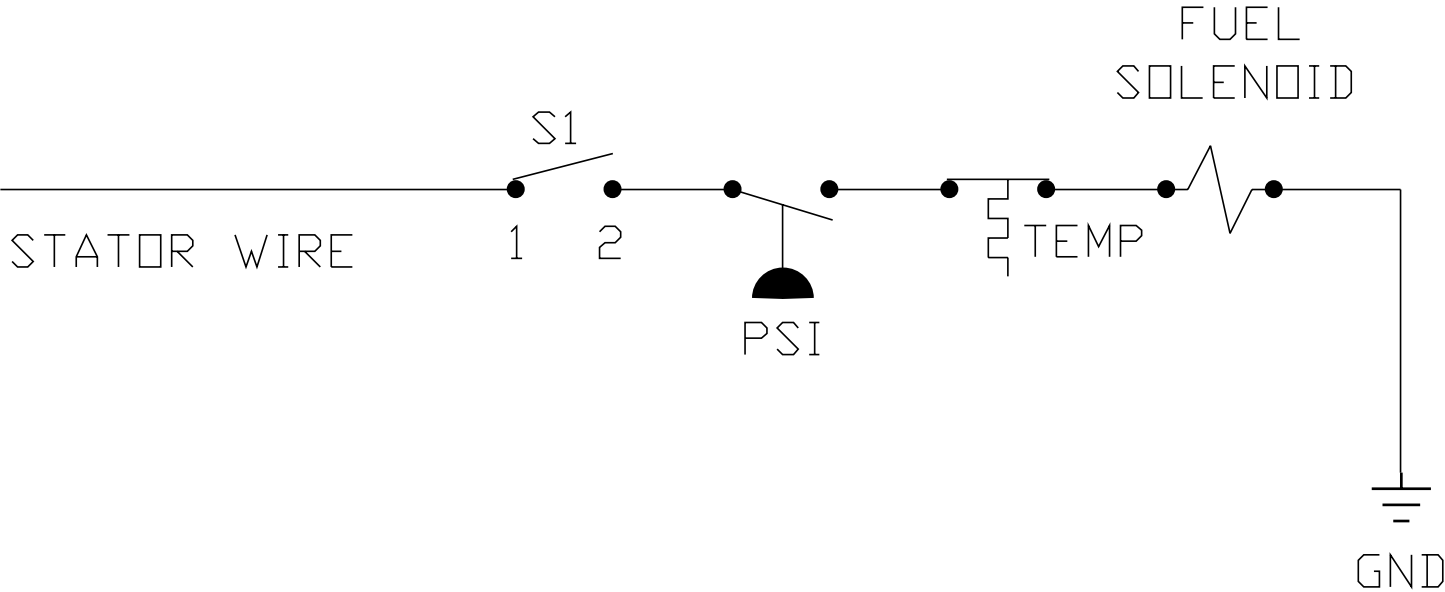 FUEL
SOLENOID
S1
STATOR WIRE
1
2
TEMP
PSI
GND